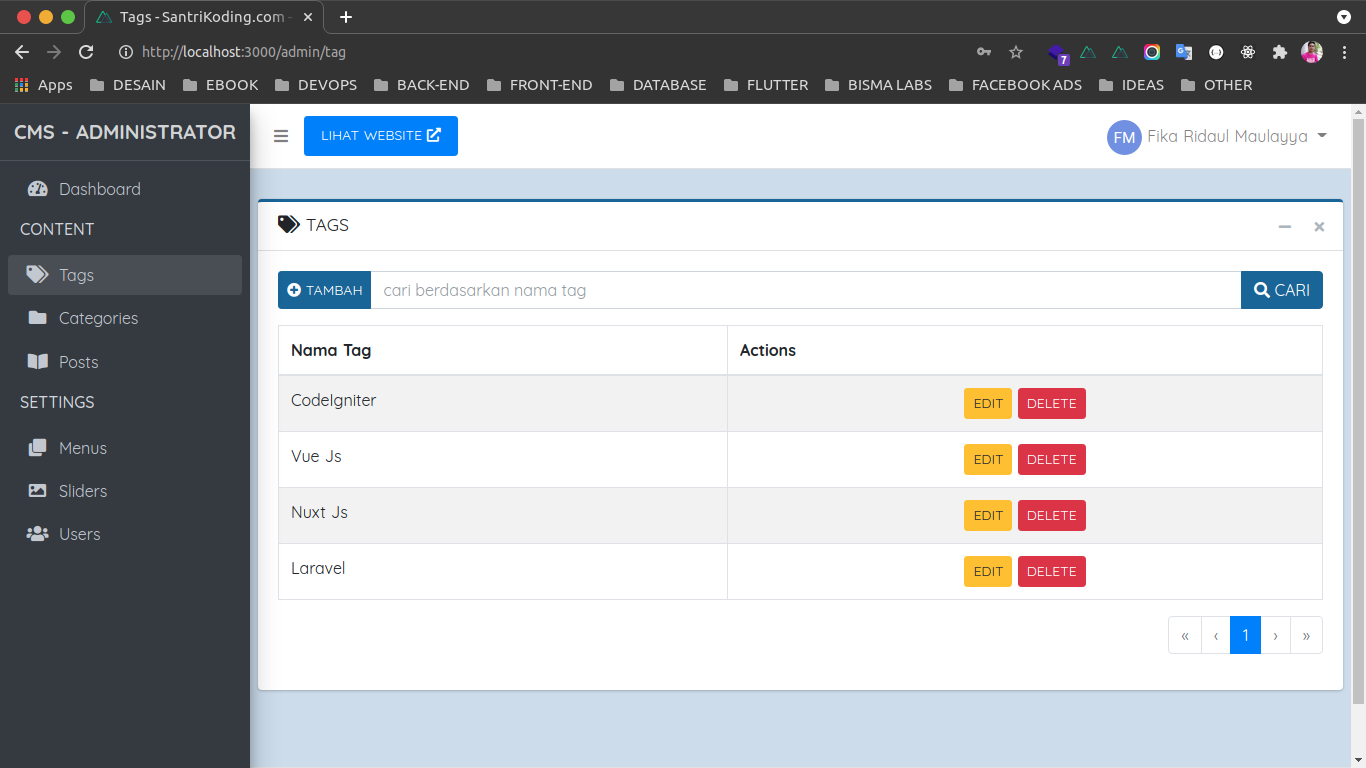 Tags - SantriKoding.com -
http://localhost:3000/admin/tag
7
Apps DESAIN EBOOK DEVOPS BACK-END FRONT-END DATABASE FLUTTER BISMA LABS FACEBOOK ADS IDEAS OTHER
CMS - ADMINISTRATOR
LIHAT WEBSITE
FM Fika Ridaul Maulayya
Dashboard
CONTENT
Tags
Categories
Posts
SETTINGS
Menus
Sliders
Users
TAGS
TAMBAH cari berdasarkan nama tag CARI
Nama Tag Actions
CodeIgniter EDIT DELETE
Vue Js EDIT DELETE
Nuxt Js EDIT DELETE
Laravel EDIT DELETE
« ‹ 1 › »